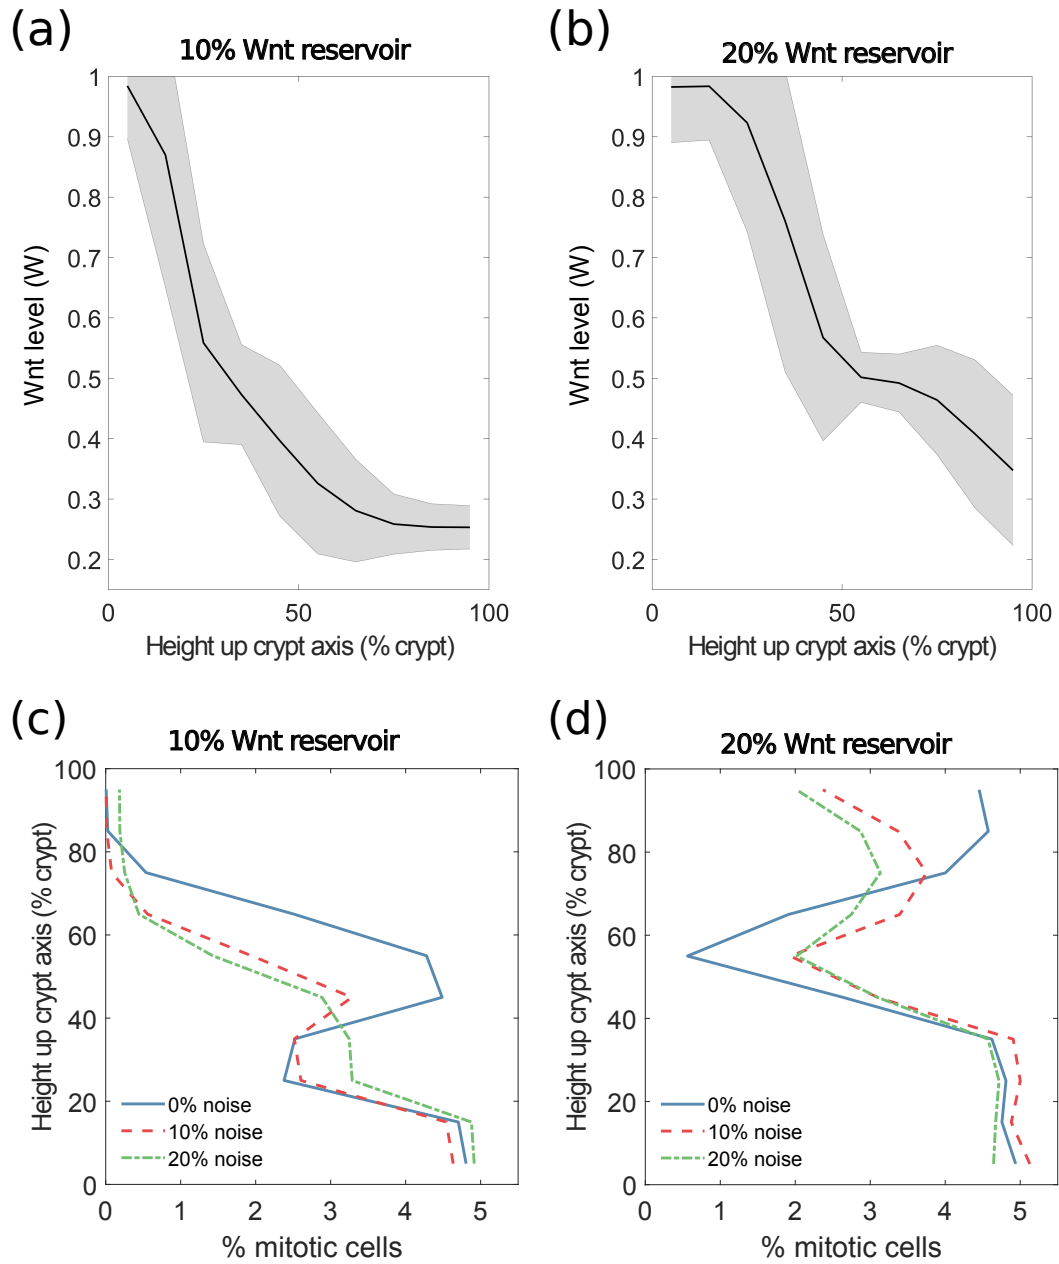 (a)
10% Wnt reservoir
1
0.9
0.8
0.7
0.6
0.5
0.4
0.3
0.2
Wnt level (W)
0
50
100
Height up crypt axis (% crypt)
(b)
20% Wnt reservoir
1
0.9
0.8
0.7
0.6
0.5
0.4
0.3
0.2
Wnt level (W)
0
50
100
Height up crypt axis (% crypt)
(c)
10% Wnt reservoir
100
80
60
40
20
0
Height up crypt axis (% crypt)
0% noise
10% noise
20% noise
0
1
2
3
4
5
% mitotic cells
(d)
20% Wnt reservoir
100
80
60
40
20
0
Height up crypt axis (% crypt)
0% noise
10% noise
20% noise
0
1
2
3
4
5
% mitotic cells